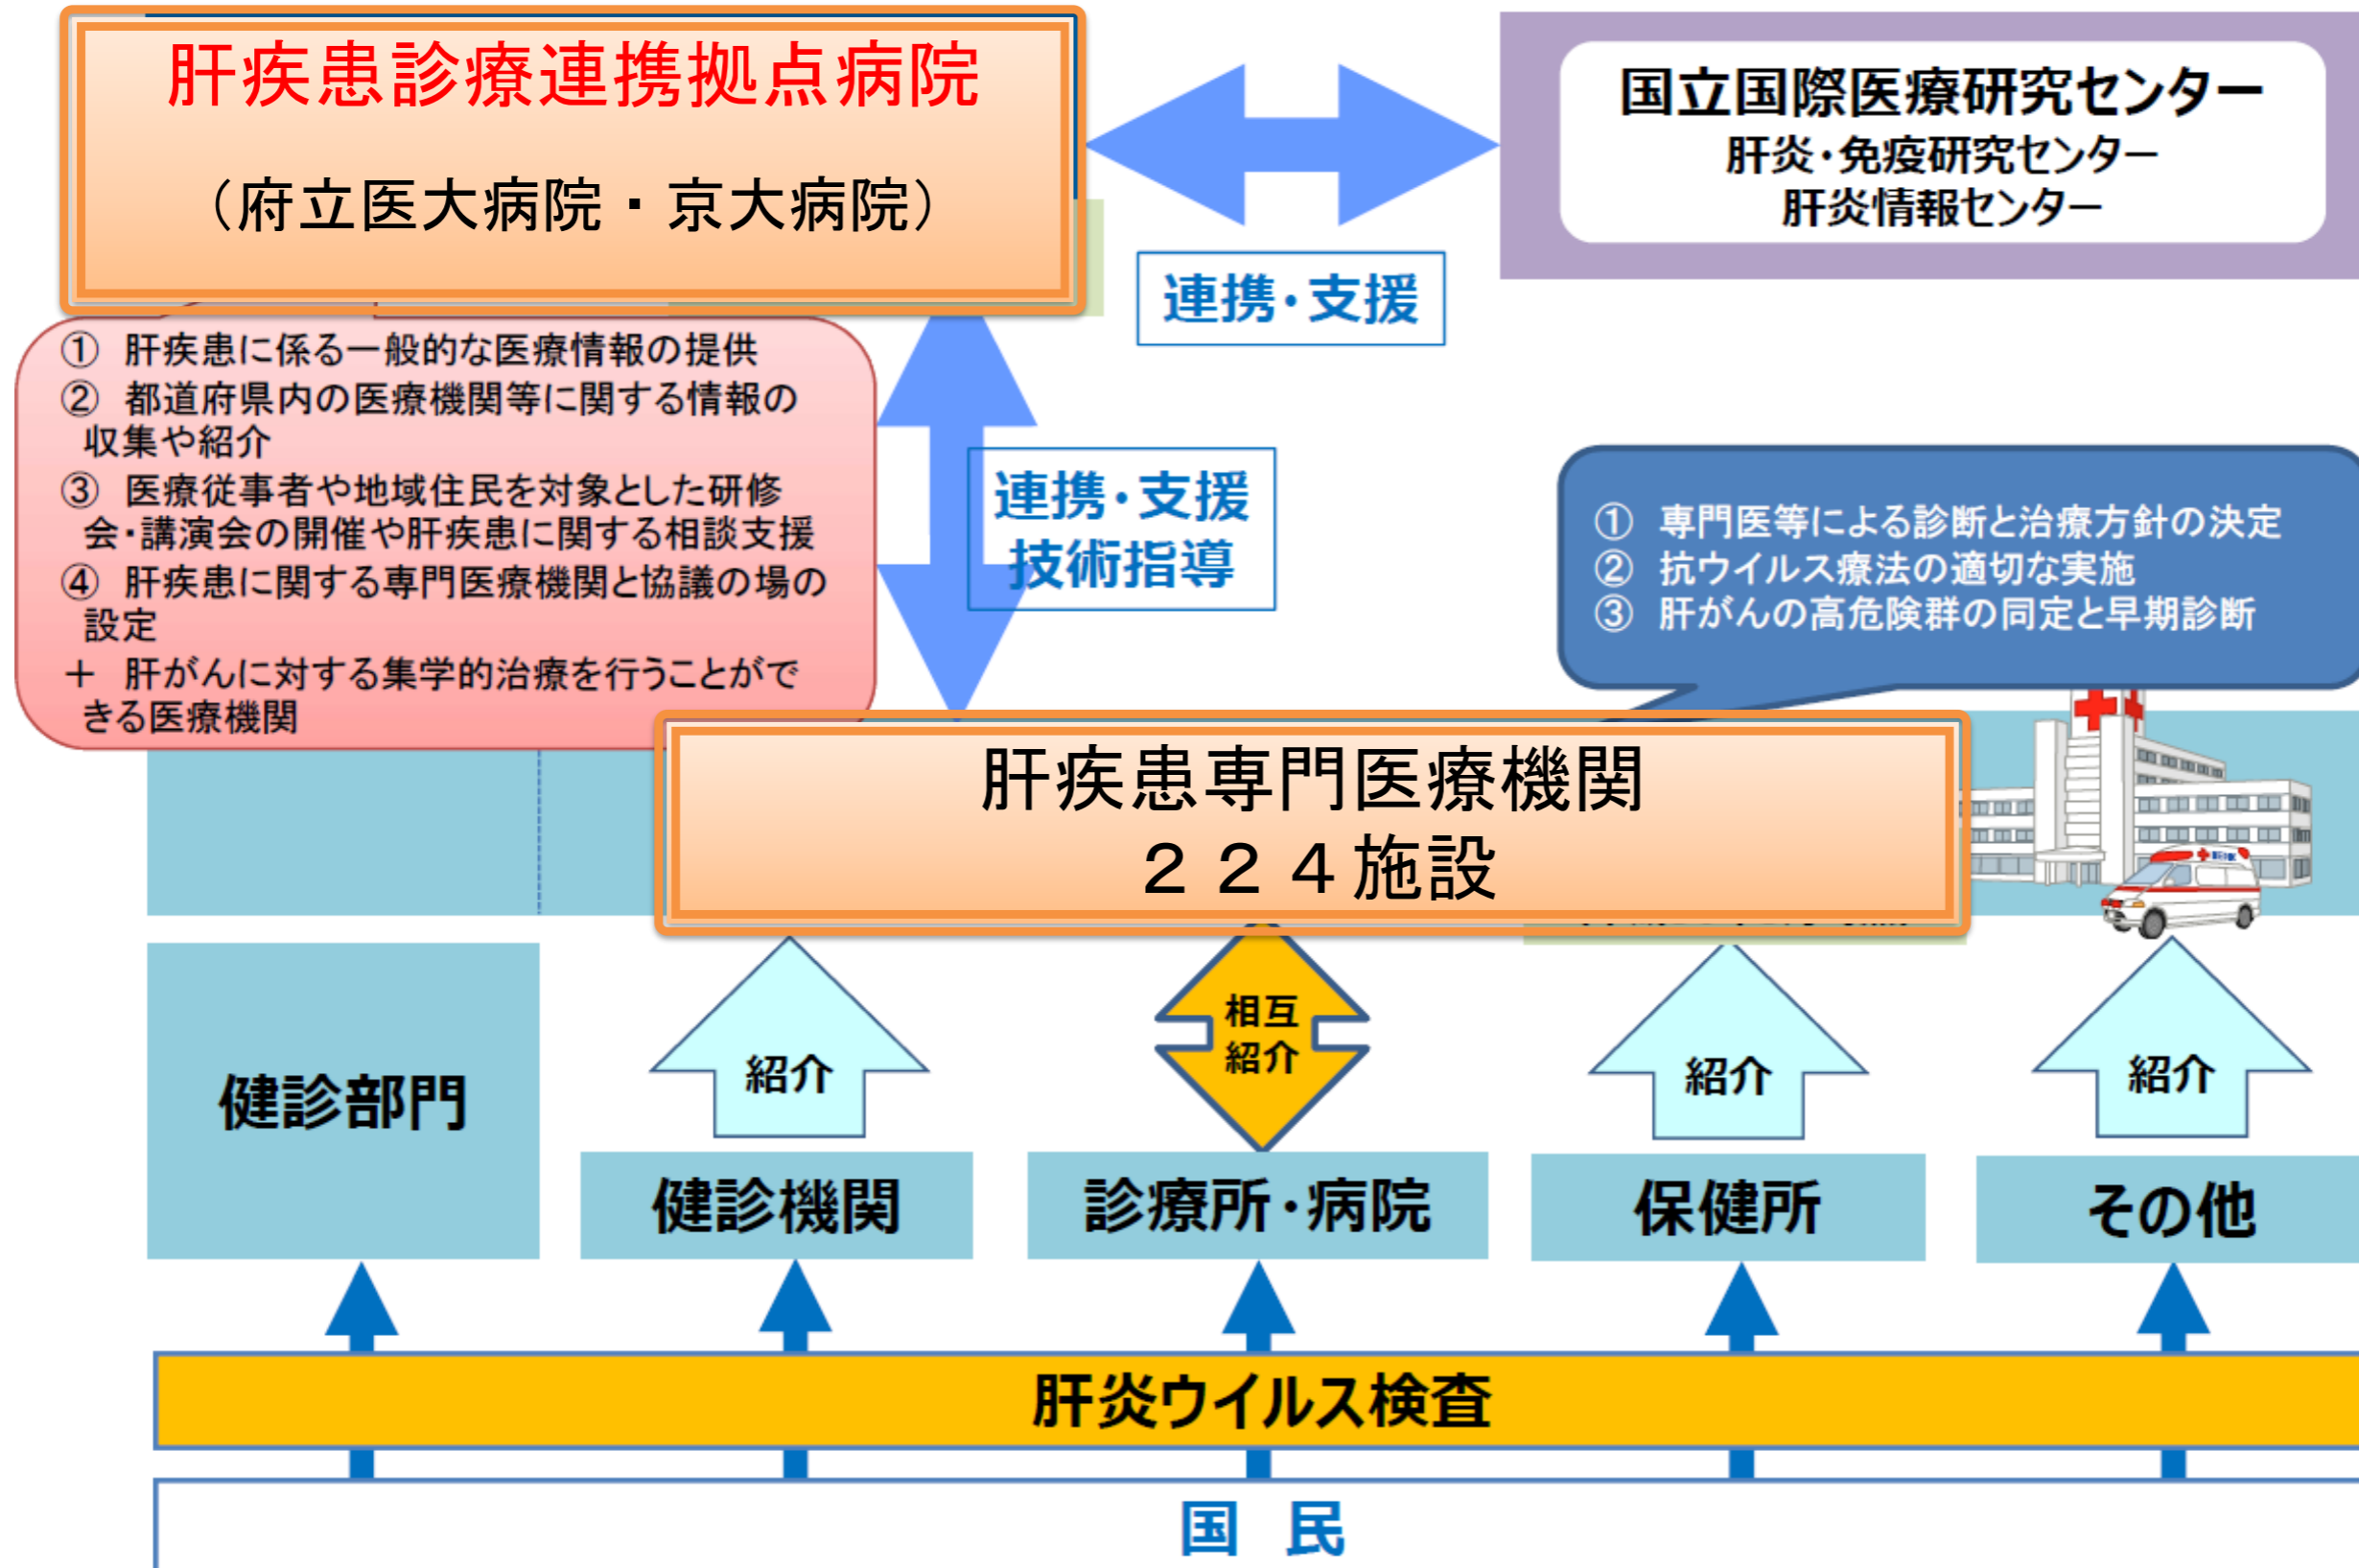 肝疾患診療連携拠点病院
（府立医大病院・京大病院）
国立国際医療研究センター
肝炎・免疫研究センター
肝炎情報センター
連携・支援
① 肝疾患に係る一般的な医療情報の提供
② 都道府県内の医療機関等に関する情報の
収集や紹介
③ 医療従事者や地域住民を対象とした研修
会・講演会の開催や肝疾患に関する相談支援
④ 肝疾患に関する専門医療機関と協議の場の
設定
＋ 肝がんに対する集学的治療を行うことがで
きる医療機関
連携・支援
技術指導
① 専門医等による診断と治療方針の決定
② 抗ウイルス療法の適切な実施
③ 肝がんの高危険群の同定と早期診断
肝疾患専門医療機関
２２４施設
健診部門
紹介
相互
紹介
紹介
紹介
健診機関
診療所・病院
保健所
その他
肝炎ウイルス検査
国 民